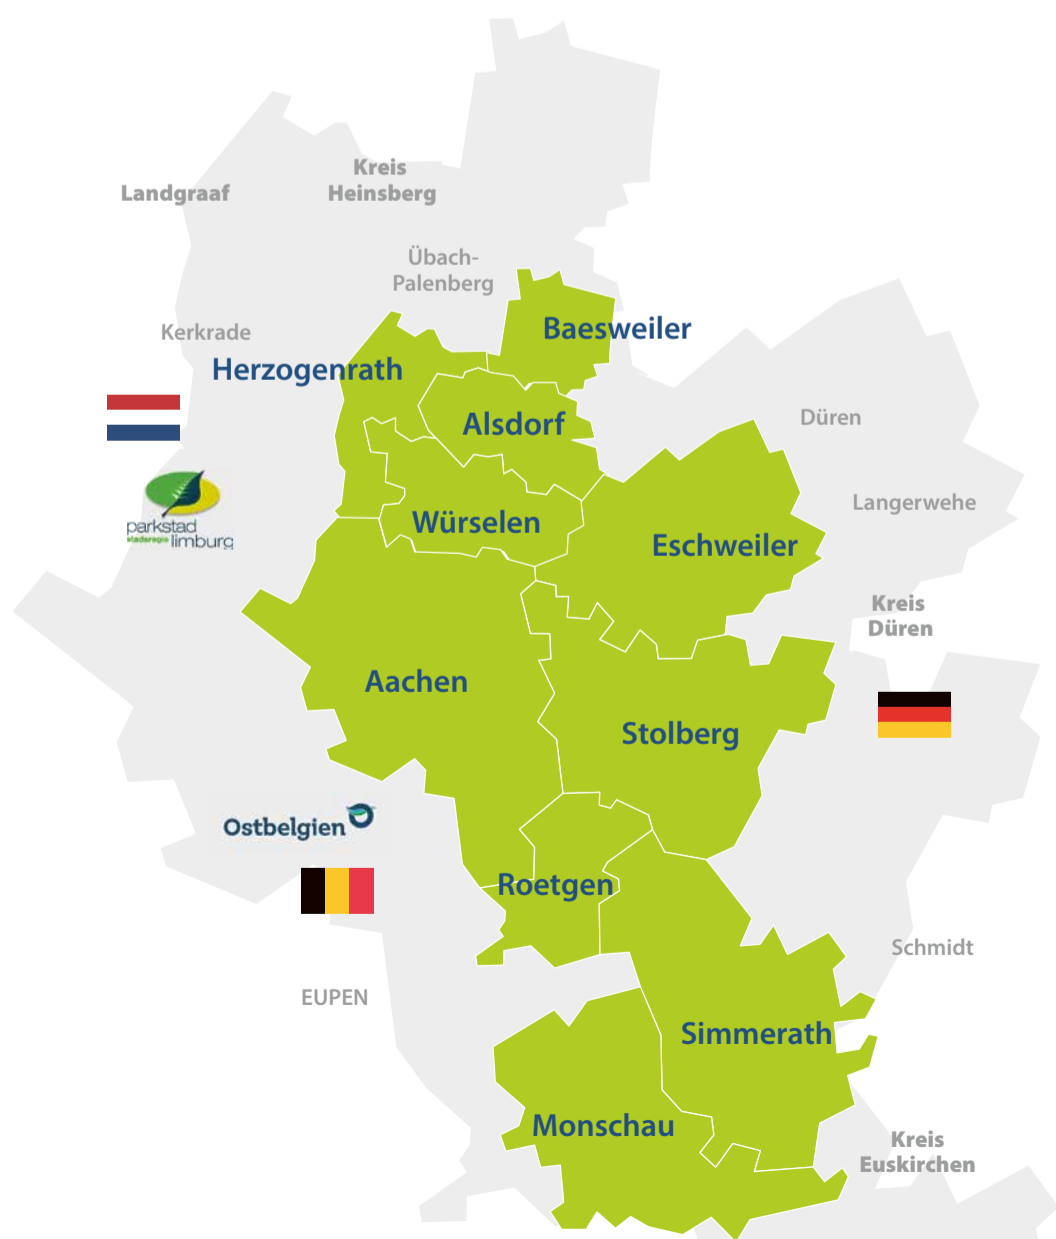 Kreis
Heinsberg
Landgraaf
Übach-
Palenberg
Baesweiler
Kerkrade
Herzogenrath
Düren
Alsdorf
Langerwehe
parkstad
stadsregio limburg
Würselen
Eschweiler
Kreis
Düren
Aachen
Stolberg
Ostbelgien
Roetgen
Schmidt
EUPEN
Simmerath
Monschau
Kreis
Euskirchen